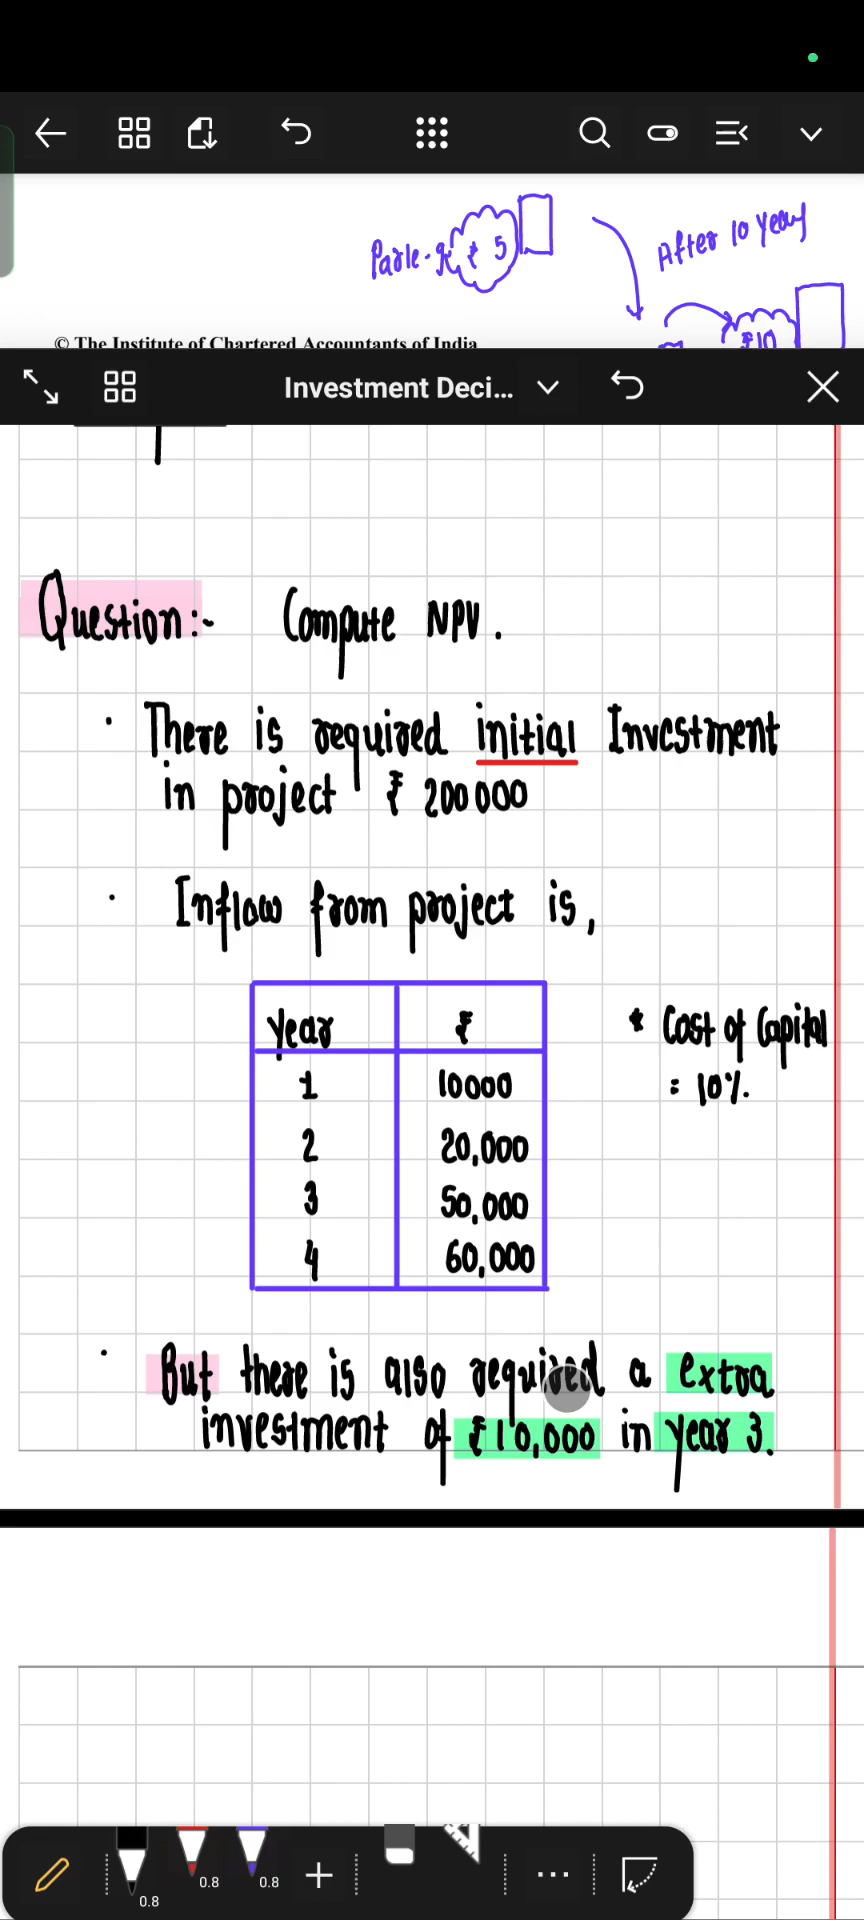 Parle-g ₹ 5
After 10 years
₹10
© The Institute of Chartered Accountants of India
Investment Deci...
Question:- Compute NPV.
· There is required initial Investment
in project ₹ 200000
· Inflow from project is,
year ₹
* Cost of Capital
= 10%.
1 10000
2 20,000
3 50,000
4 60,000
· But there is also required a extra
investment of ₹10,000 in year 3.
0.8 0.8 0.8